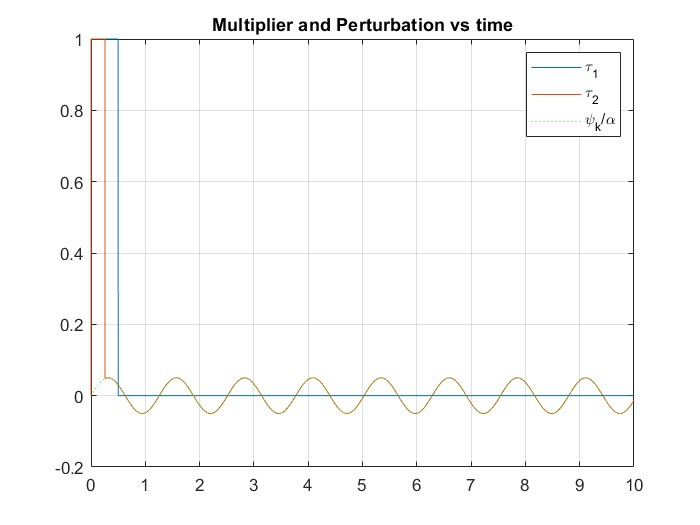 Multiplier and Perturbation vs time
1
0.8
0.6
0.4
0.2
0
-0.2
0 1 2 3 4 5 6 7 8 9 10
τ1
τ2
ψk/α